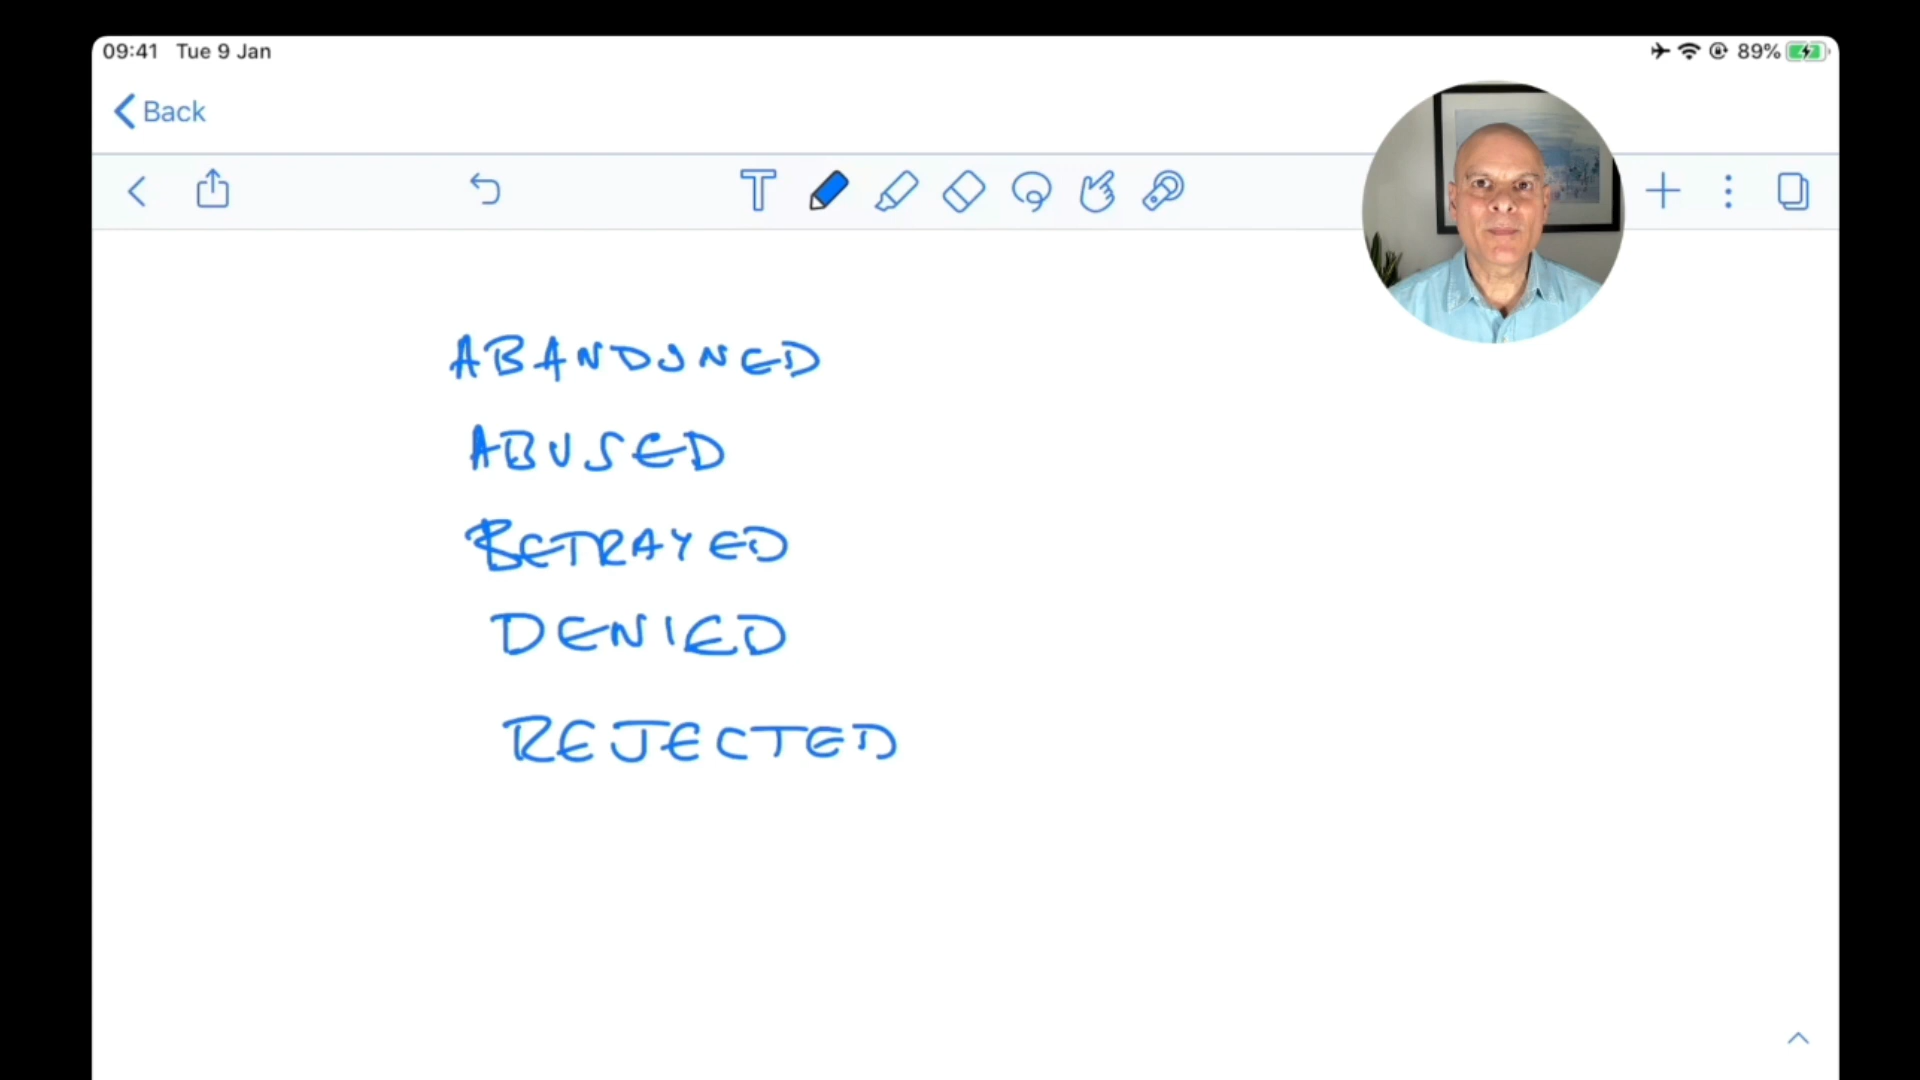 09:41 Tue 9 Jan 89%
Back
ABANDONED
ABUSED
BETRAYED
DENIED
REJECTED